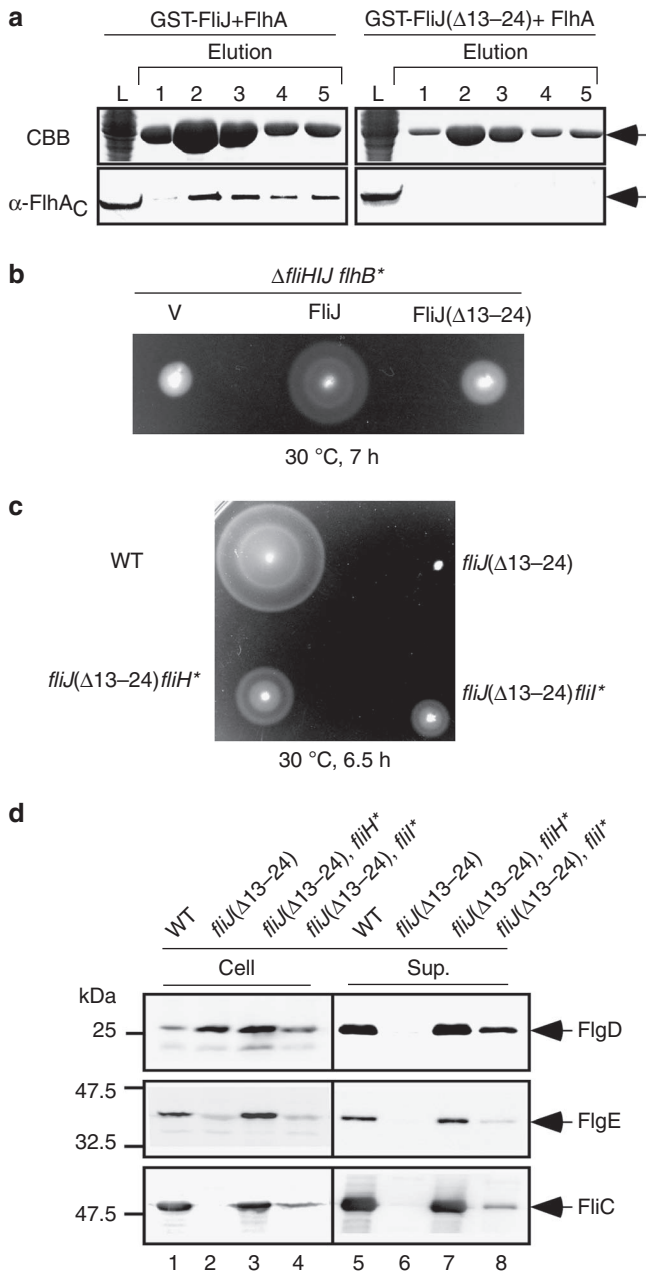 a
GST-FliJ+FlhA
GST-FliJ(Δ13–24)+ FlhA
Elution
Elution
L 1 2 3 4 5
L 1 2 3 4 5
CBB
α-FlhAC
b
ΔfliHIJ flhB*
V FliJ FliJ(Δ13–24)
30 °C, 7 h
c
WT
fliJ(Δ13–24)
fliJ(Δ13–24)fliH*
fliJ(Δ13–24)fliI*
30 °C, 6.5 h
d
WT
fliJ(Δ13–24)
fliJ(Δ13–24), fliH*
fliJ(Δ13–24), fliI*
WT
fliJ(Δ13–24)
fliJ(Δ13–24), fliH*
fliJ(Δ13–24), fliI*
Cell
Sup.
kDa
25
FlgD
47.5
FlgE
32.5
47.5
FliC
1 2 3 4 5 6 7 8